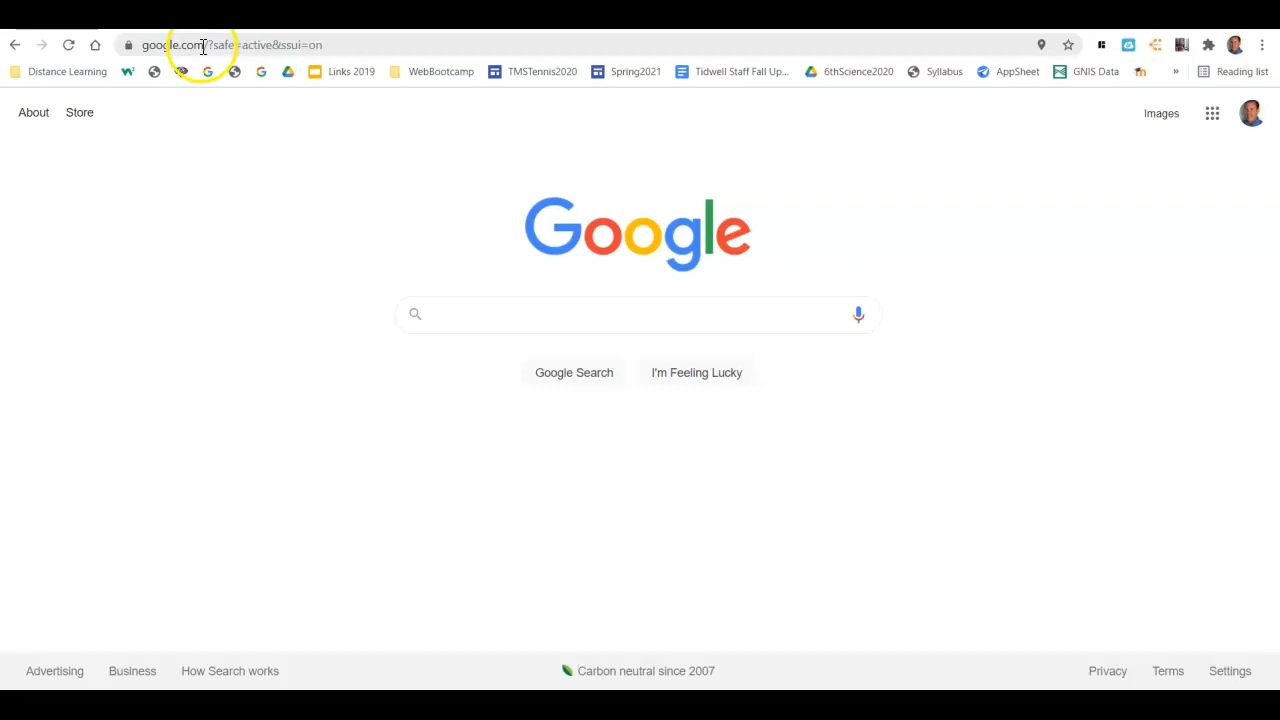 google.com/?safe=active&ssui=on
Distance Learning Links 2019 WebBootcamp TMSTennis2020 Spring2021 Tidwell Staff Fall Up... 6thScience2020 Syllabus AppSheet GNIS Data » Reading list
About Store Images
Google
Google Search I'm Feeling Lucky
Advertising Business How Search works Carbon neutral since 2007 Privacy Terms Settings